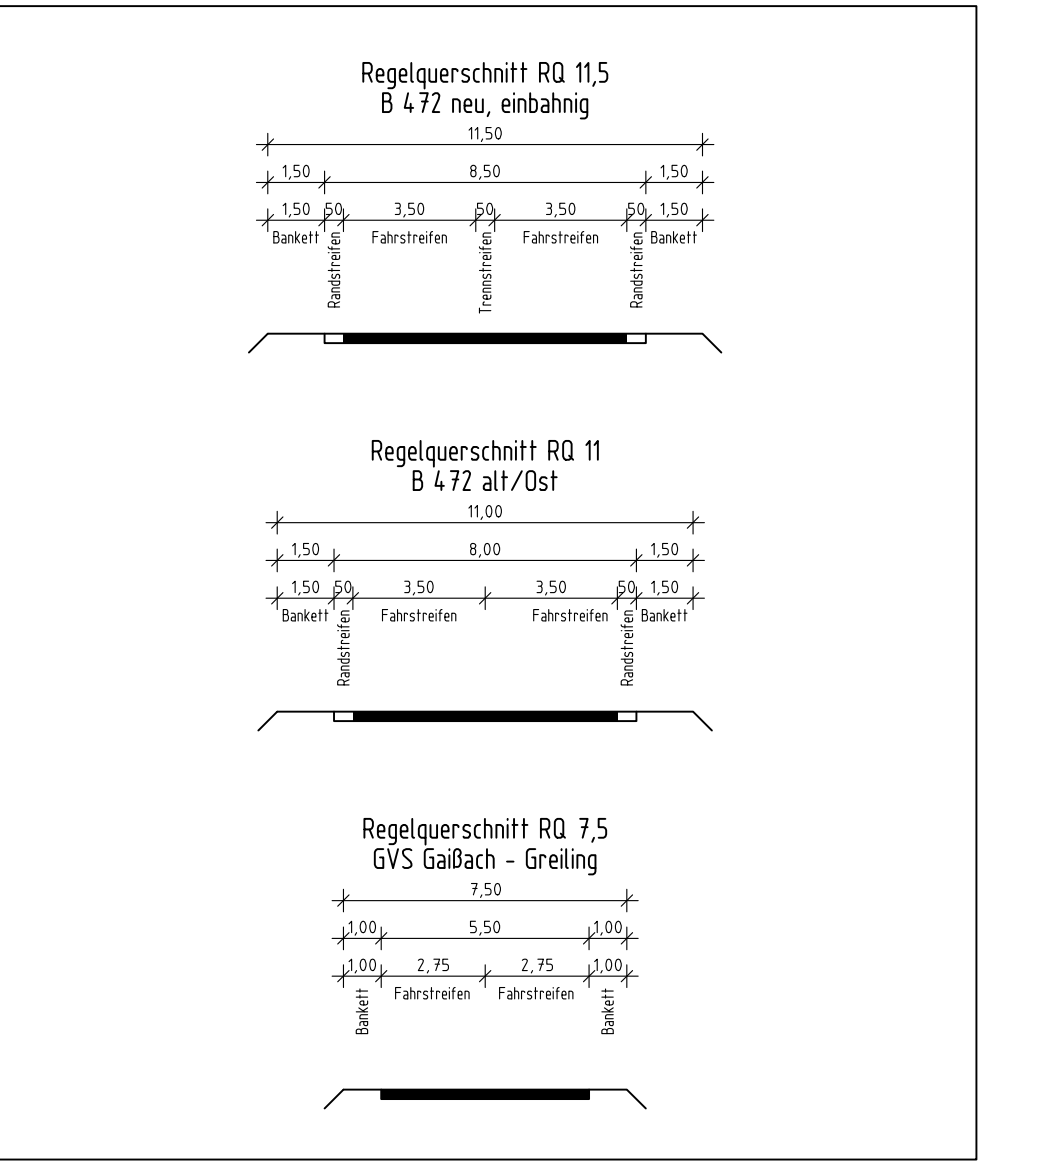 Regelquerschnitt RQ 11,5
B 472 neu, einbahnig
11,50
1,50 8,50 1,50
1,50 50 3,50 50 3,50 50 1,50
Bankett Randstreifen Fahrstreifen Trennstreifen Fahrstreifen Randstreifen Bankett
Regelquerschnitt RQ 11
B 472 alt/Ost
11,00
1,50 8,00 1,50
1,50 50 3,50 3,50 50 1,50
Bankett Randstreifen Fahrstreifen Fahrstreifen Randstreifen Bankett
Regelquerschnitt RQ 7,5
GVS Gaißach - Greiling
7,50
1,00 5,50 1,00
1,00 2,75 2,75 1,00
Bankett Fahrstreifen Fahrstreifen Bankett